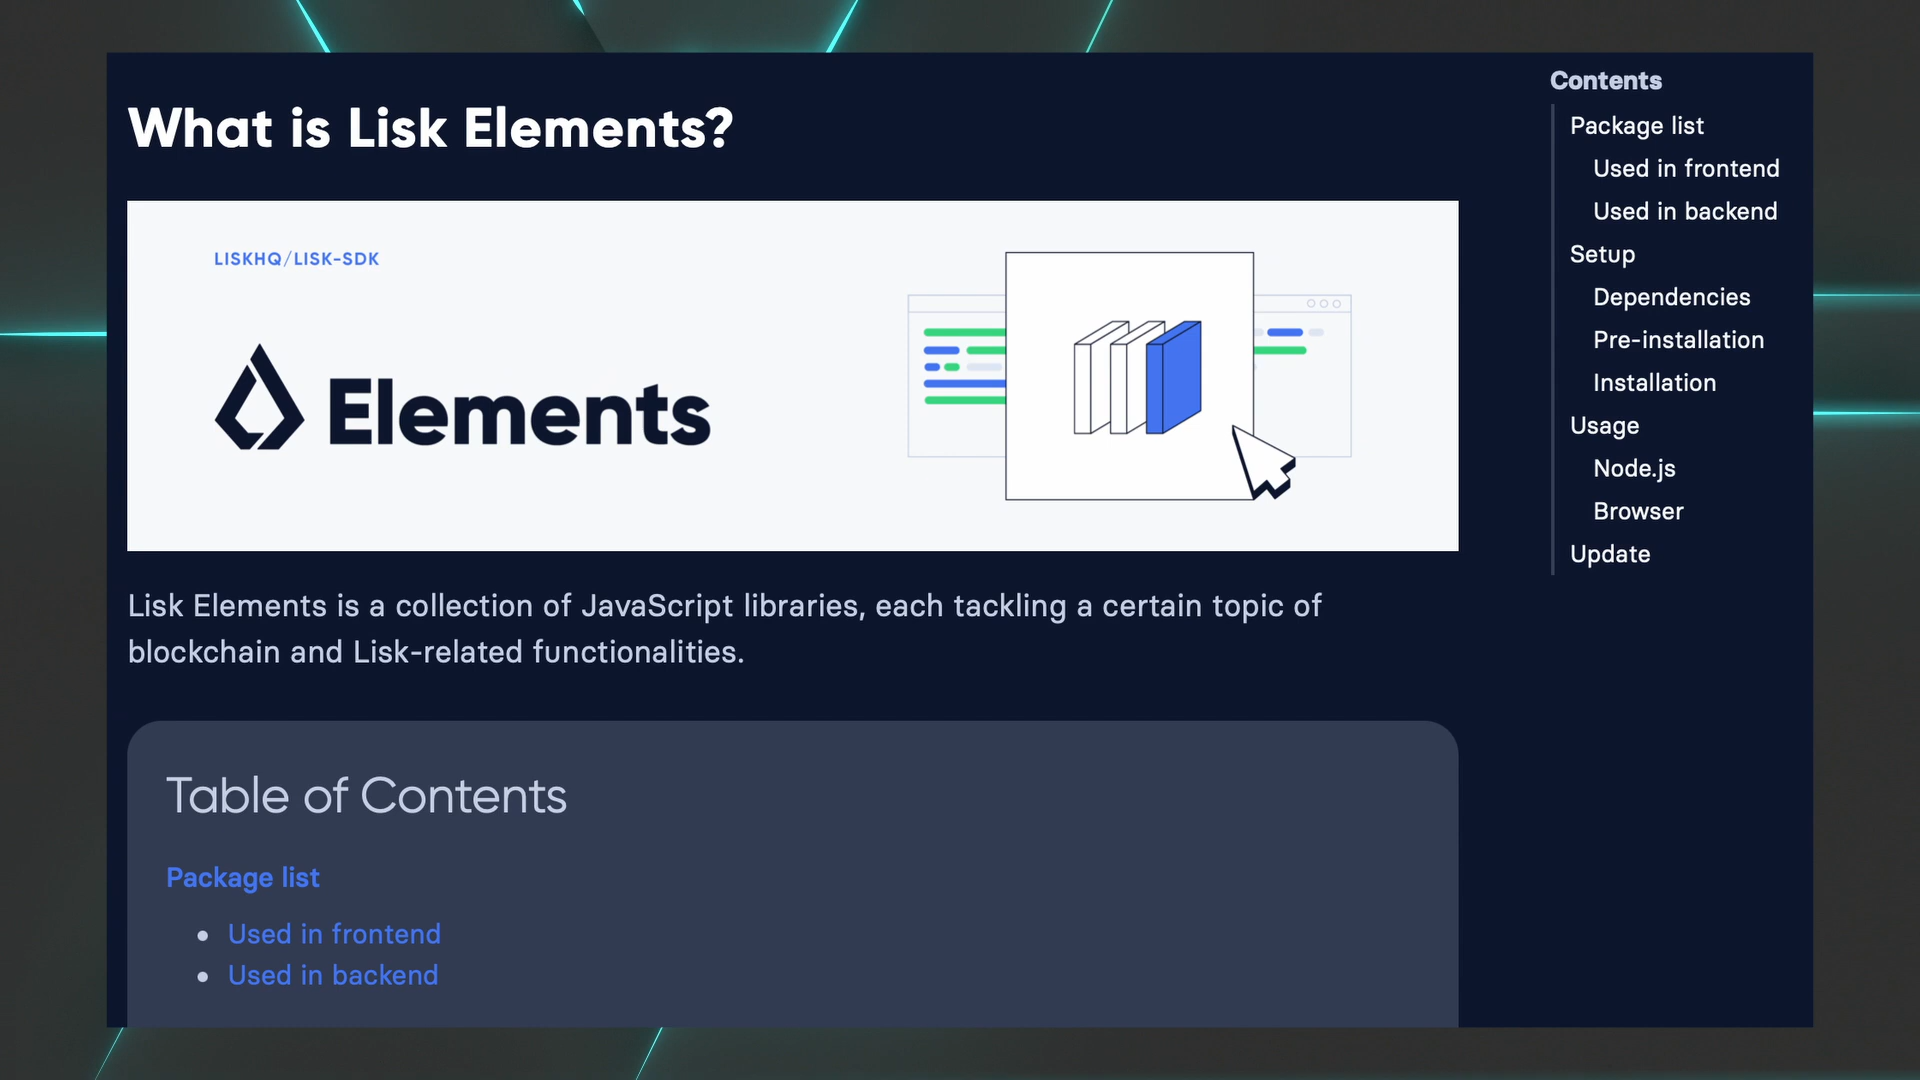 What is Lisk Elements?
LISKHQ/LISK-SDK
Elements
Lisk Elements is a collection of JavaScript libraries, each tackling a certain topic of
blockchain and Lisk-related functionalities.
Table of Contents
Package list
Used in frontend
Used in backend
Contents
Package list
Used in frontend
Used in backend
Setup
Dependencies
Pre-installation
Installation
Usage
Node.js
Browser
Update